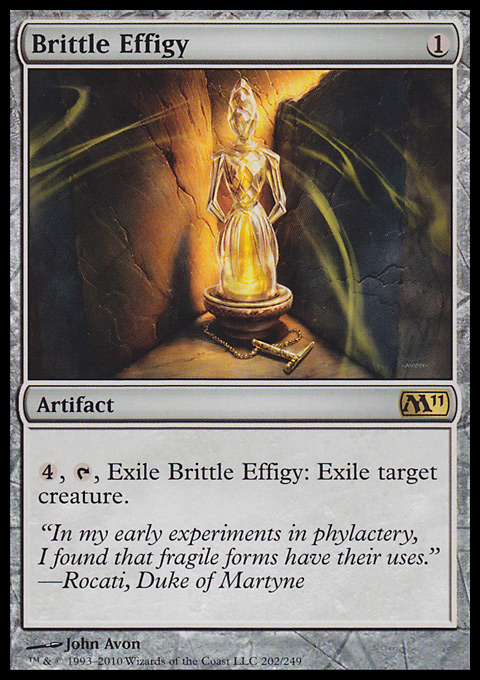 Brittle Effigy 1
AVON
Artifact M11
4, , Exile Brittle Effigy: Exile target
creature.
“In my early experiments in phylactery,
I found that fragile forms have their uses.”
—Rocati, Duke of Martyne
John Avon
™ & © 1993–2010 Wizards of the Coast LLC 202/249